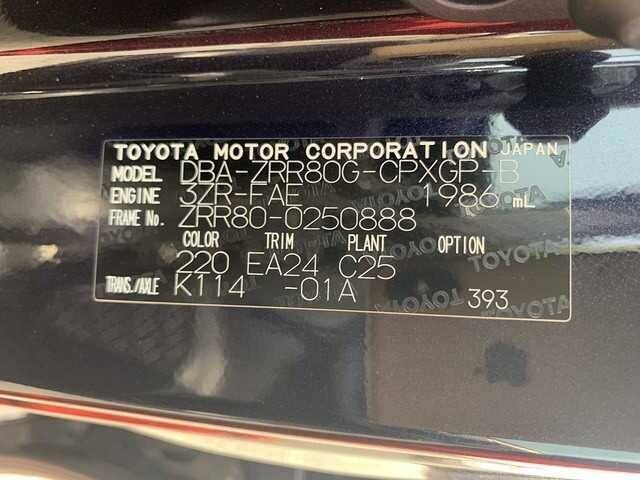 TOYOTA MOTOR CORPORATION JAPAN
MODEL DBA-ZRR80G-CPXGP-B
ENGINE 3ZR-FAE 1986 mL
FRAME No. ZRR80-0250888
COLOR TRIM PLANT OPTION
220 EA24 C25
TRANS./AXLE K114 -01A 393